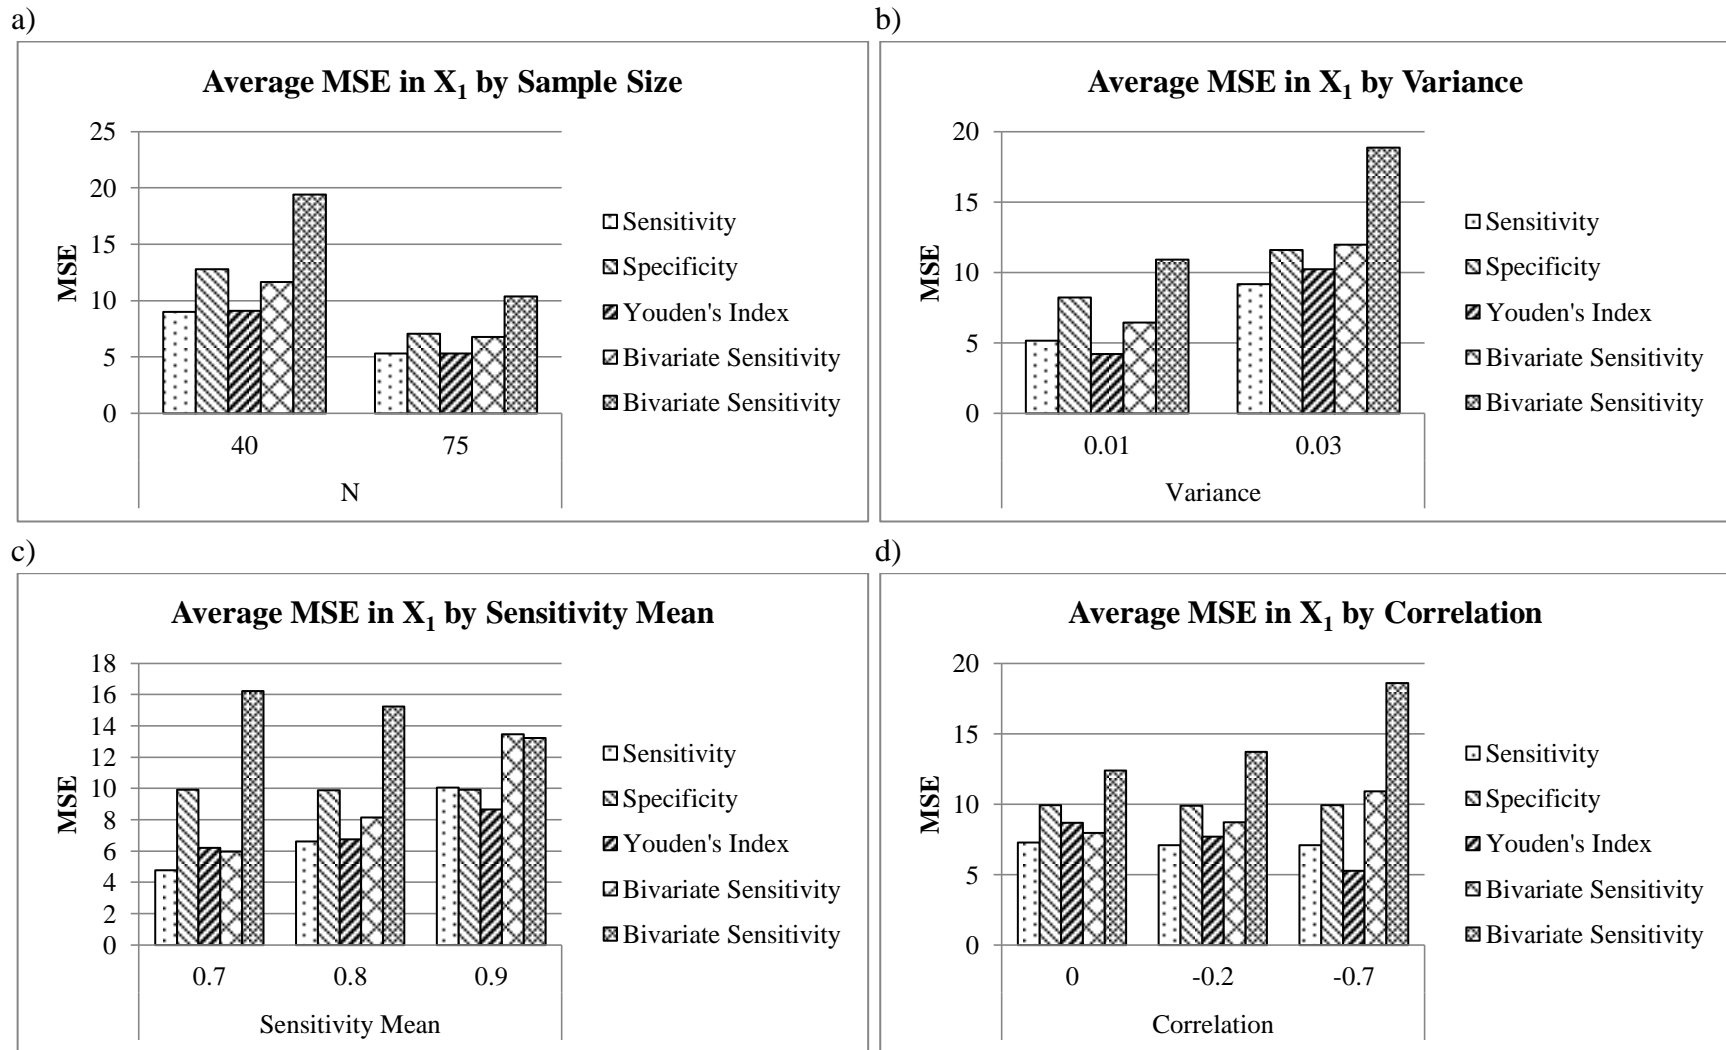 a)
Average MSE in X1 by Sample Size
25
20
15
10
5
0
MSE
40
75
N
Sensitivity
Specificity
Youden's Index
Bivariate Sensitivity
Bivariate Sensitivity
b)
Average MSE in X1 by Variance
20
15
10
5
0
MSE
0.01
0.03
Variance
Sensitivity
Specificity
Youden's Index
Bivariate Sensitivity
Bivariate Sensitivity
c)
Average MSE in X1 by Sensitivity Mean
18
16
14
12
10
8
6
4
2
0
MSE
0.7
0.8
0.9
Sensitivity Mean
Sensitivity
Specificity
Youden's Index
Bivariate Sensitivity
Bivariate Sensitivity
d)
Average MSE in X1 by Correlation
20
15
10
5
0
MSE
0
-0.2
-0.7
Correlation
Sensitivity
Specificity
Youden's Index
Bivariate Sensitivity
Bivariate Sensitivity